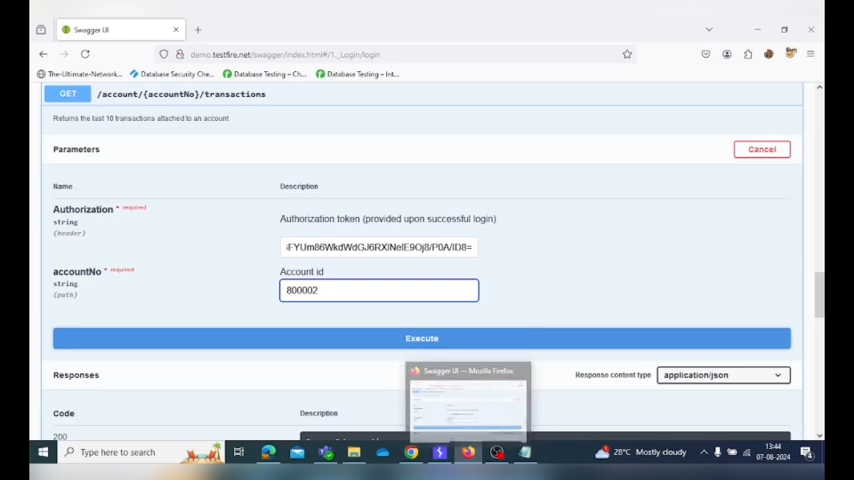 Swagger UI
demo.testfire.net/swagger/index.html#/1._Login/login
The-Ultimate-Network...
Database Security Che...
Database Testing – Ch...
Database Testing – Int...
GET /account/{accountNo}/transactions
Returns the last 10 transactions attached to an account
Parameters
Cancel
Name
Description
Authorization * required
string
(header)
Authorization token (provided upon successful login)
accountNo * required
string
(path)
Account id
800002
Execute
Swagger UI — Mozilla Firefox
Responses
Response content type
application/json
Code
Description
200
Type here to search
28°C Mostly cloudy
13:44
07-08-2024
4